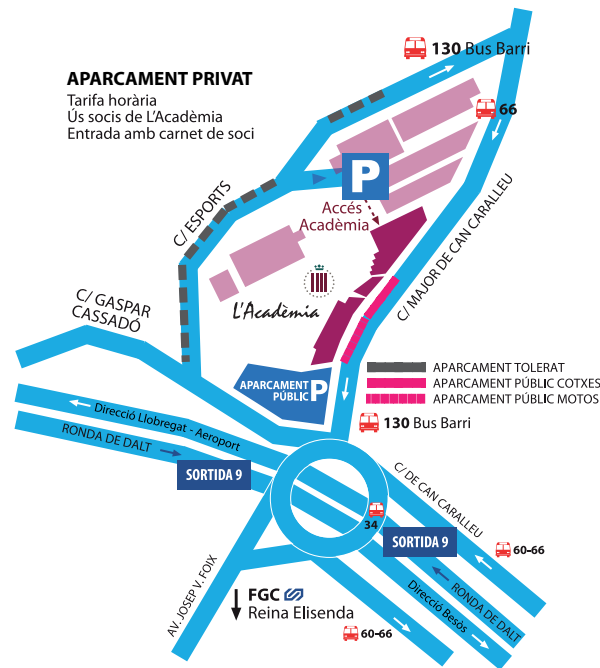 130 Bus Barri
APARCAMENT PRIVAT
Tarifa horària
Ús socis de L'Acadèmia
Entrada amb carnet de soci
66
P
Accés
Acadèmia
C/ ESPORTS
C/ MAJOR DE CAN CARALLEU
L'Acadèmia
C/ GASPAR
CASSADÓ
APARCAMENT
PÚBLIC
P
APARCAMENT TOLERAT
APARCAMENT PÚBLIC COTXES
APARCAMENT PÚBLIC MOTOS
130 Bus Barri
Direcció Llobregat - Aeroport
RONDA DE DALT
SORTIDA 9
34
C/ DE CAN CARALLEU
SORTIDA 9
60-66
RONDA DE DALT
Direcció Besòs
AV. JOSEP V. FOIX
FGC
Reina Elisenda
60-66